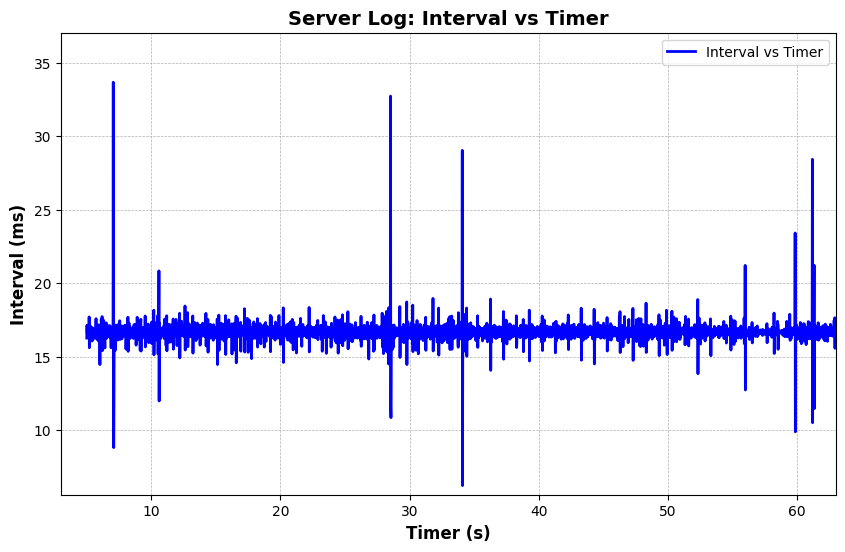 Server Log: Interval vs Timer
Interval vs Timer
35
30
25
20
15
10
Interval (ms)
10 20 30 40 50 60
Timer (s)